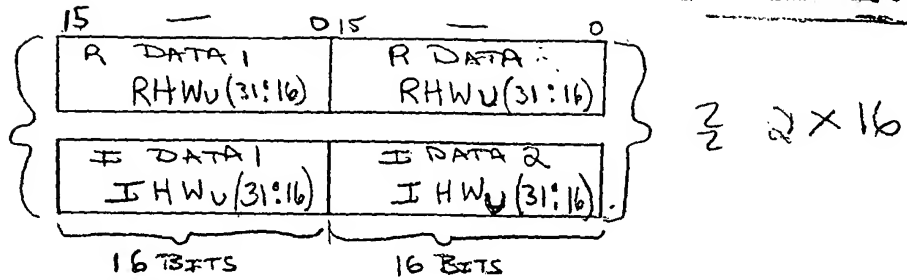 15 — 0 15 — 0
R DATA 1 R DATA
RHWU(31:16) RHWU(31:16)
2 × 16
I DATA 1 I DATA 2
IHWU(31:16) IHWU(31:16)
16 BITS 16 BITS